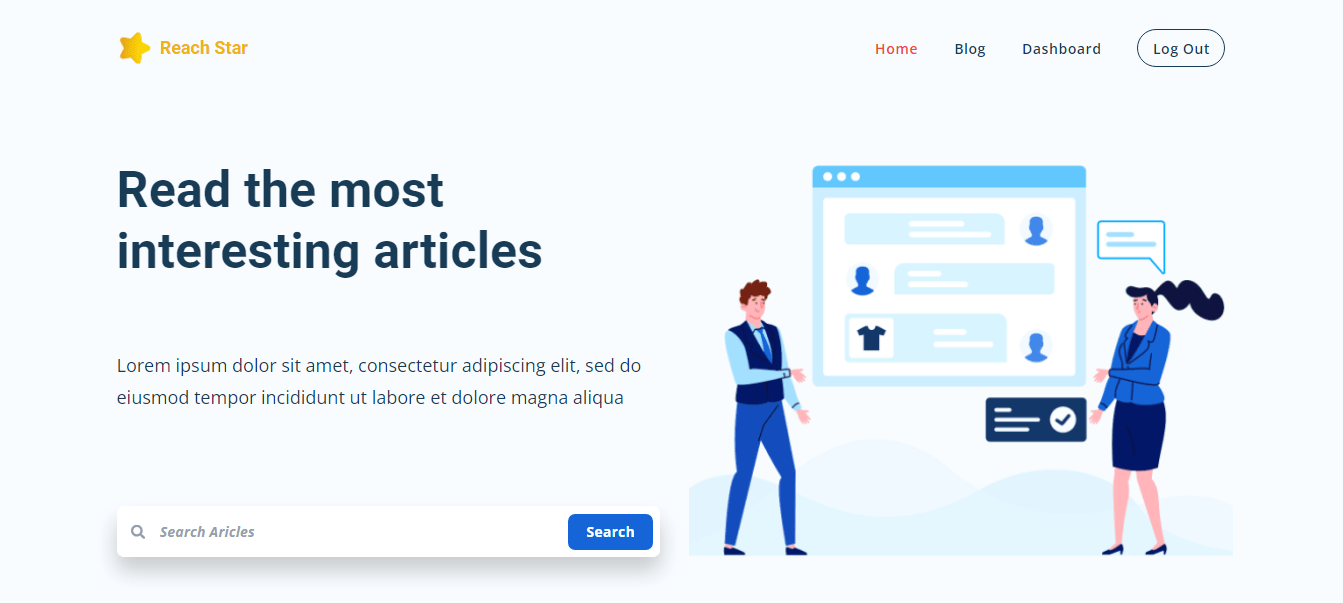 Reach Star
Home
Blog
Dashboard
Log Out
Read the most
interesting articles
Lorem ipsum dolor sit amet, consectetur adipiscing elit, sed do
eiusmod tempor incididunt ut labore et dolore magna aliqua
Search Aricles
Search